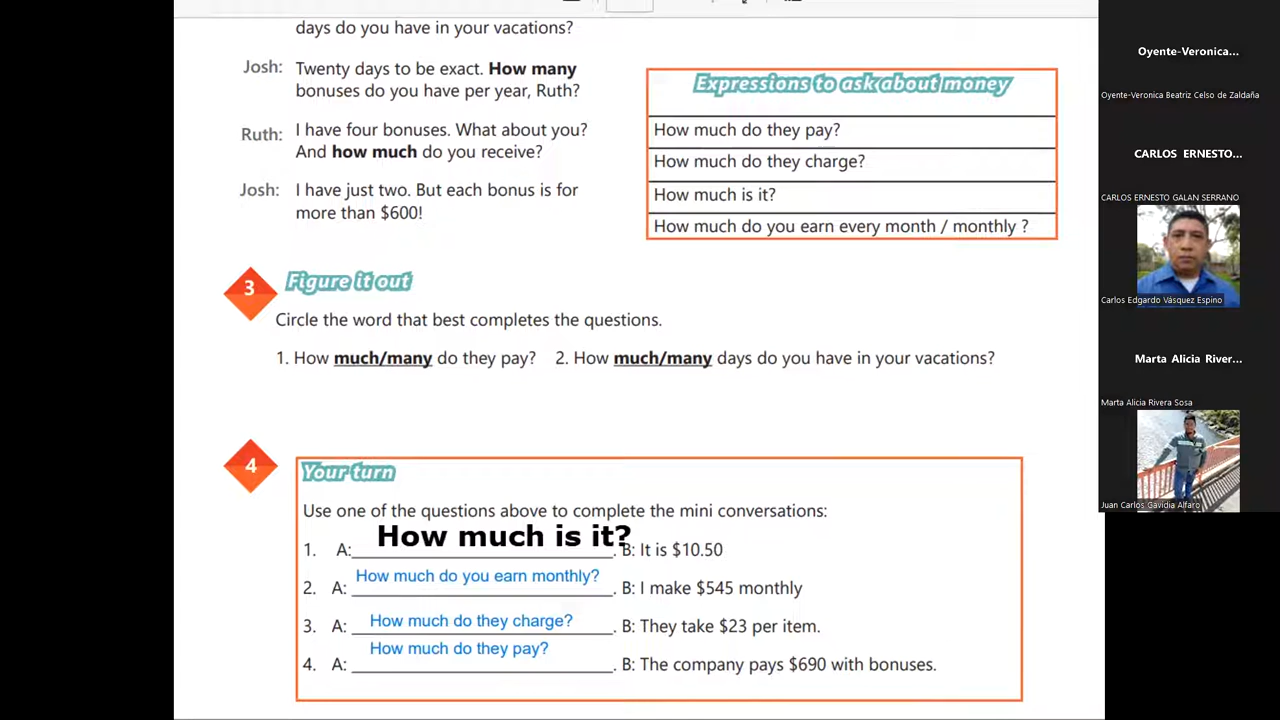 days do you have in your vacations?
Josh: Twenty days to be exact. How many
bonuses do you have per year, Ruth?
Ruth: I have four bonuses. What about you?
And how much do you receive?
Josh: I have just two. But each bonus is for
more than $600!
Expressions to ask about money
How much do they pay?
How much do they charge?
How much is it?
How much do you earn every month / monthly ?
3 Figure it out
Circle the word that best completes the questions.
1. How much/many do they pay? 2. How much/many days do you have in your vacations?
4 Your turn
Use one of the questions above to complete the mini conversations:
How much is it?
1. A:____________. B: It is $10.50
How much do you earn monthly?
2. A: ____________. B: I make $545 monthly
How much do they charge?
3. A: ____________. B: They take $23 per item.
How much do they pay?
4. A: ____________. B: The company pays $690 with bonuses.
Oyente-Veronica...
Oyente-Veronica Beatriz Celso de Zaldaña
CARLOS ERNESTO...
CARLOS ERNESTO GALAN SERRANO
Carlos Edgardo Vásquez Espino
Marta Alicia River...
Marta Alicia Rivera Sosa
Juan Carlos Gavidia Alfaro